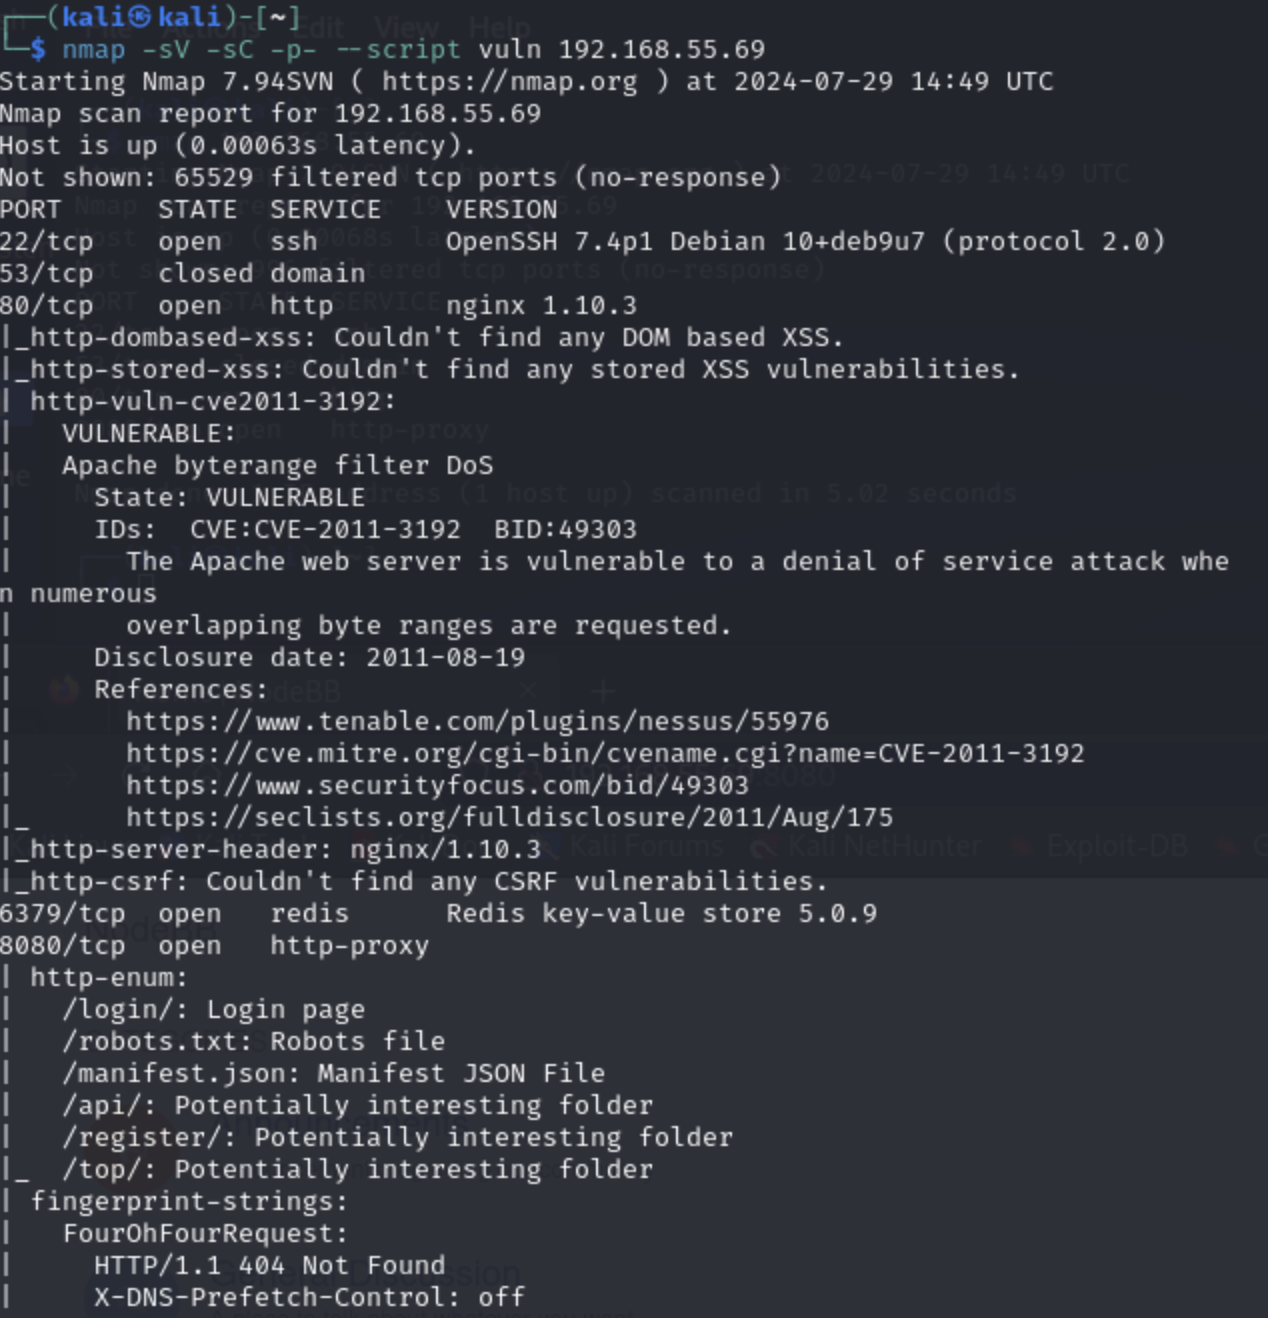 ┌──(kali㉿kali)-[~]
└─$ nmap -sV -sC -p- --script vuln 192.168.55.69
Starting Nmap 7.94SVN ( https://nmap.org ) at 2024-07-29 14:49 UTC
Nmap scan report for 192.168.55.69
Host is up (0.00063s latency).
Not shown: 65529 filtered tcp ports (no-response)
PORT     STATE  SERVICE    VERSION
22/tcp   open   ssh        OpenSSH 7.4p1 Debian 10+deb9u7 (protocol 2.0)
53/tcp   closed domain
80/tcp   open   http       nginx 1.10.3
|_http-dombased-xss: Couldn't find any DOM based XSS.
|_http-stored-xss: Couldn't find any stored XSS vulnerabilities.
| http-vuln-cve2011-3192:
|   VULNERABLE:
|   Apache byterange filter DoS
|     State: VULNERABLE
|     IDs:  CVE:CVE-2011-3192  BID:49303
|       The Apache web server is vulnerable to a denial of service attack whe
n numerous
|       overlapping byte ranges are requested.
|     Disclosure date: 2011-08-19
|     References:
|       https://www.tenable.com/plugins/nessus/55976
|       https://cve.mitre.org/cgi-bin/cvename.cgi?name=CVE-2011-3192
|       https://www.securityfocus.com/bid/49303
|_      https://seclists.org/fulldisclosure/2011/Aug/175
|_http-server-header: nginx/1.10.3
|_http-csrf: Couldn't find any CSRF vulnerabilities.
6379/tcp open   redis      Redis key-value store 5.0.9
8080/tcp open   http-proxy
| http-enum:
|   /login/: Login page
|   /robots.txt: Robots file
|   /manifest.json: Manifest JSON File
|   /api/: Potentially interesting folder
|   /register/: Potentially interesting folder
|_  /top/: Potentially interesting folder
| fingerprint-strings:
|   FourOhFourRequest:
|     HTTP/1.1 404 Not Found
|     X-DNS-Prefetch-Control: off